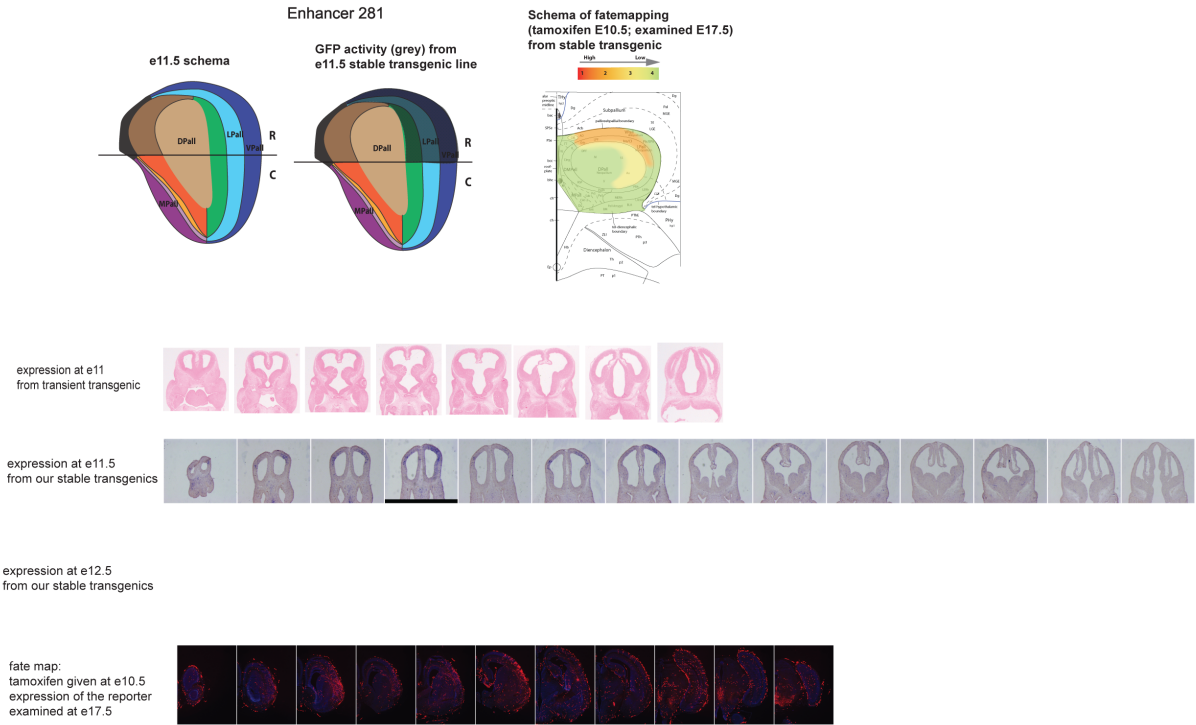 Enhancer 281
e11.5 schema
GFP activity (grey) from
e11.5 stable transgenic line
Schema of fatemapping
(tamoxifen E10.5; examined E17.5)
from stable transgenic
High Low
1 2 3 4
DPall
LPall
VPall
MPall
R
C
DPall
LPall
VPall
MPall
R
C
Subpallium
Diencephalon
expression at e11
from transient transgenic
expression at e11.5
from our stable transgenics
expression at e12.5
from our stable transgenics
fate map:
tamoxifen given at e10.5
expression of the reporter
examined at e17.5